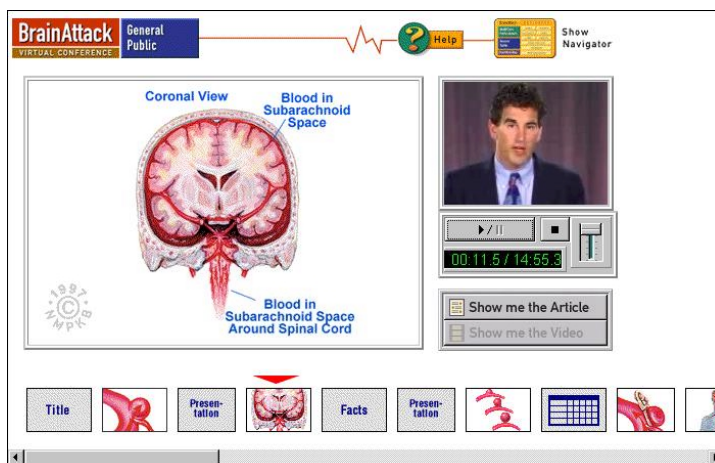 BrainAttack
VIRTUAL CONFERENCE
General
Public
Help
Show
Navigator
Coronal View
Blood in
Subarachnoid
Space
Blood in
Subarachnoid Space
Around Spinal Cord
©1997
NMPKB
00:11.5 / 14:55.3
Show me the Article
Show me the Video
Title
Presen-
tation
Facts
Presen-
tation